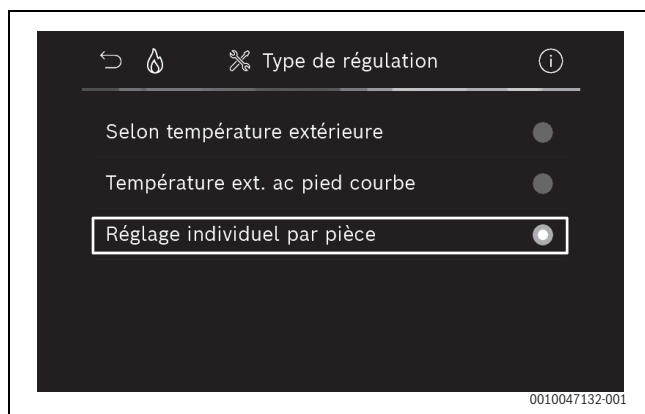 Type de régulation
Selon température extérieure
Température ext. ac pied courbe
Réglage individuel par pièce
0010047132-001